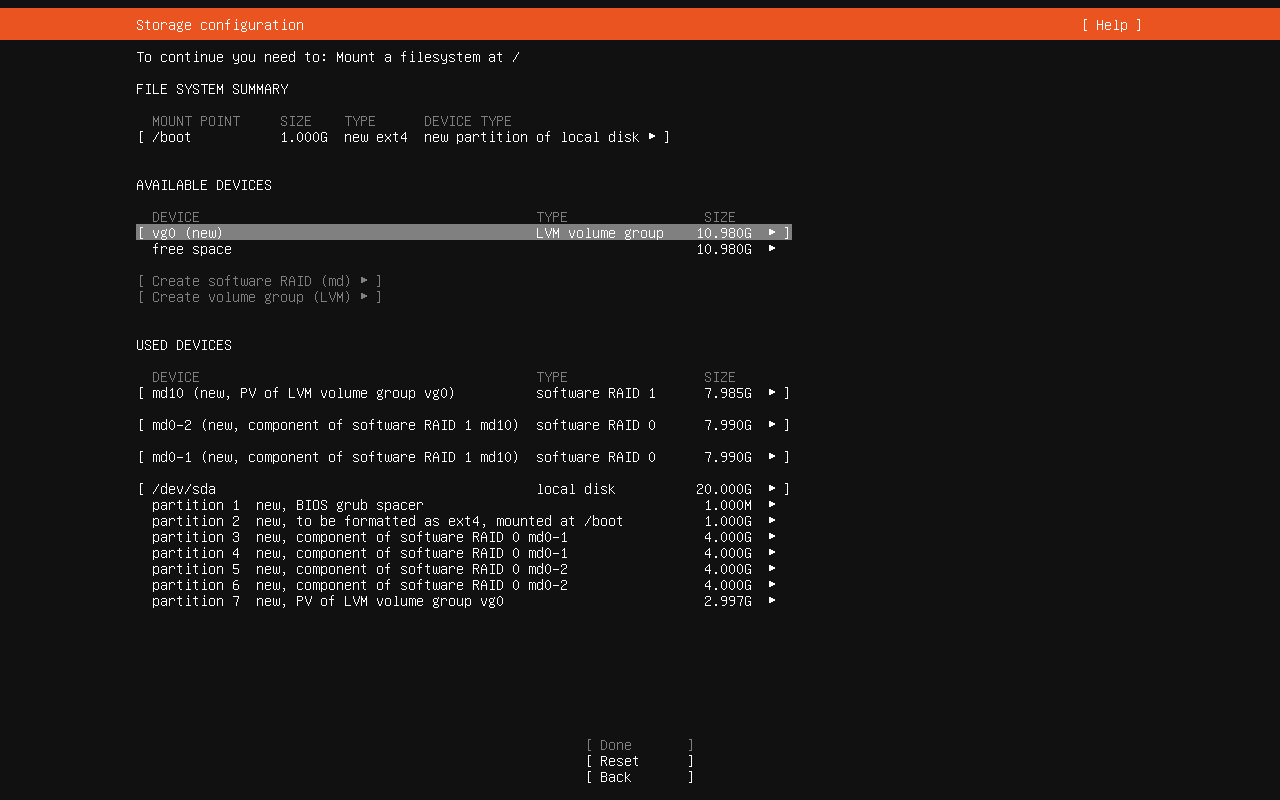 Storage configuration [ Help ]
To continue you need to: Mount a filesystem at /
FILE SYSTEM SUMMARY
MOUNT POINT SIZE TYPE DEVICE TYPE
[ /boot 1.000G new ext4 new partition of local disk ▸ ]
AVAILABLE DEVICES
DEVICE TYPE SIZE
[ vg0 (new) LVM volume group 10.980G ▸ ]
free space 10.980G ▸
[ Create software RAID (md) ▸ ]
[ Create volume group (LVM) ▸ ]
USED DEVICES
DEVICE TYPE SIZE
[ md10 (new, PV of LVM volume group vg0) software RAID 1 7.985G ▸ ]
[ md0-2 (new, component of software RAID 1 md10) software RAID 0 7.990G ▸ ]
[ md0-1 (new, component of software RAID 1 md10) software RAID 0 7.990G ▸ ]
[ /dev/sda local disk 20.000G ▸ ]
partition 1 new, BIOS grub spacer 1.000M ▸
partition 2 new, to be formatted as ext4, mounted at /boot 1.000G ▸
partition 3 new, component of software RAID 0 md0-1 4.000G ▸
partition 4 new, component of software RAID 0 md0-1 4.000G ▸
partition 5 new, component of software RAID 0 md0-2 4.000G ▸
partition 6 new, component of software RAID 0 md0-2 4.000G ▸
partition 7 new, PV of LVM volume group vg0 2.997G ▸
[ Done ]
[ Reset ]
[ Back ]